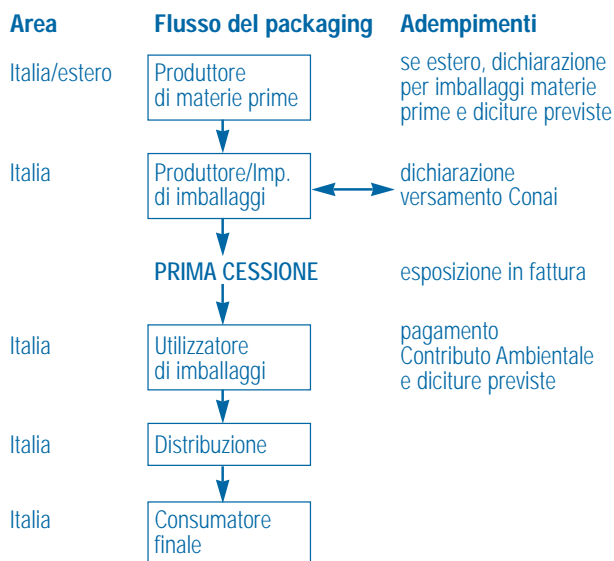 Area Flusso del packaging Adempimenti
Italia/estero
Produttore
di materie prime
se estero, dichiarazione
per imballaggi materie
prime e diciture previste
Italia
Produttore/Imp.
di imballaggi
dichiarazione
versamento Conai
PRIMA CESSIONE
esposizione in fattura
Italia
Utilizzatore
di imballaggi
pagamento
Contributo Ambientale
e diciture previste
Italia
Distribuzione
Italia
Consumatore
finale